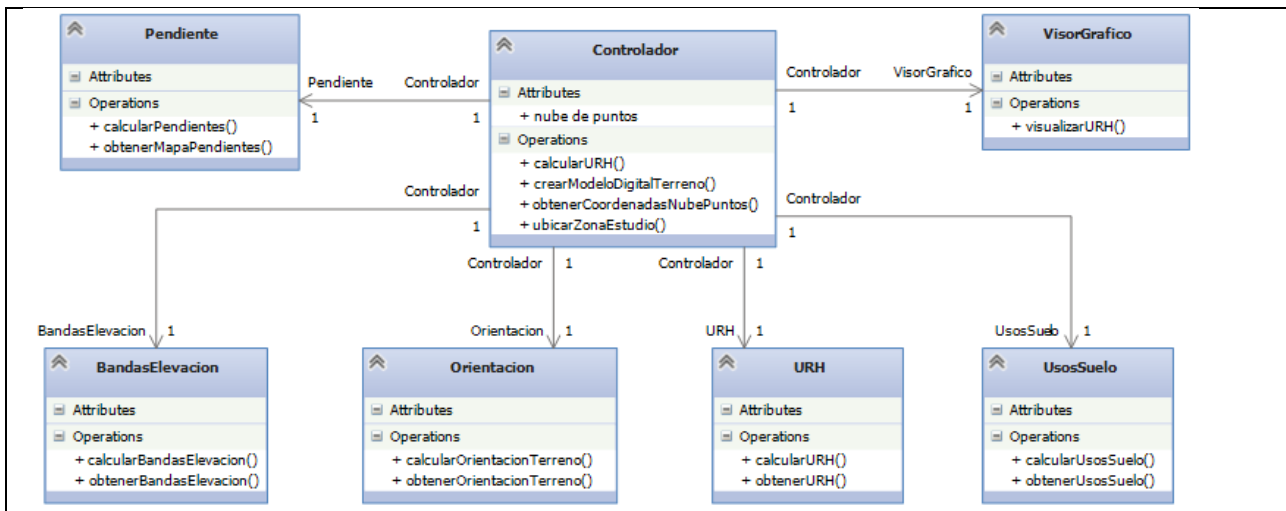 Pendiente
Attributes
Operations
+ calcularPendientes()
+ obtenerMapaPendientes()
Pendiente
Controlador
1
1
Controlador
Attributes
+ nube de puntos
Operations
+ calcularURH()
+ crearModeloDigitalTerreno()
+ obtenerCoordenadasNubePuntos()
+ ubicarZonaEstudio()
Controlador
VisorGrafico
1
1
VisorGrafico
Attributes
Operations
+ visualizarURH()
Controlador
1
Controlador
1
Controlador
1
Controlador
1
BandasElevacion
1
Orientacion
1
URH
1
UsosSuelo
1
BandasElevacion
Attributes
Operations
+ calcularBandasElevacion()
+ obtenerBandasElevacion()
Orientacion
Attributes
Operations
+ calcularOrientacionTerreno()
+ obtenerOrientacionTerreno()
URH
Attributes
Operations
+ calcularURH()
+ obtenerURH()
UsosSuelo
Attributes
Operations
+ calcularUsosSuelo()
+ obtenerUsosSuelo()